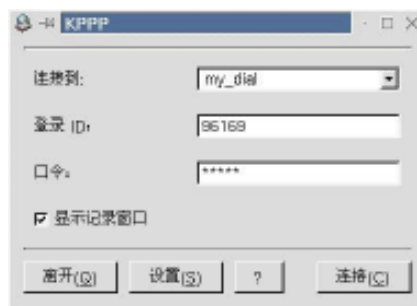 KPPP
连接到: my_dial
登录 ID: 96169
口令: *****
显示记录窗口
离开(Q) 设置(S) ? 连接(C)